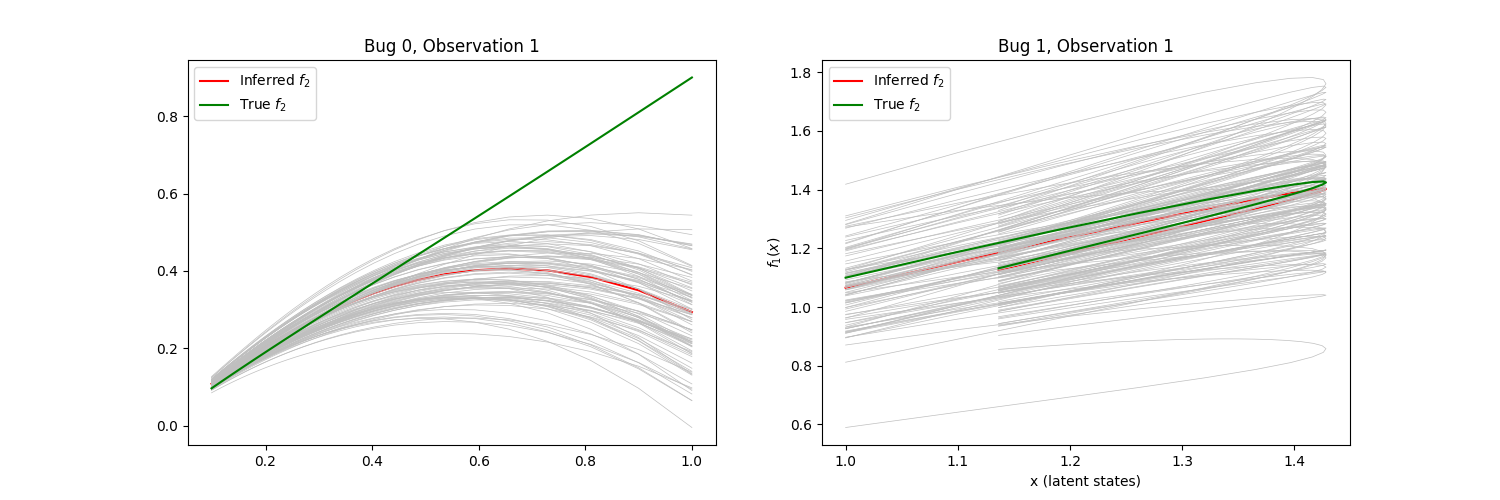 Bug 0, Observation 1
Inferred f₂
True f₂
0.8
0.6
0.4
0.2
0.0
0.2 0.4 0.6 0.8 1.0
Bug 1, Observation 1
Inferred f₂
True f₂
1.8
1.6
1.4
1.2
1.0
0.8
0.6
f₁(x)
1.0 1.1 1.2 1.3 1.4
x (latent states)